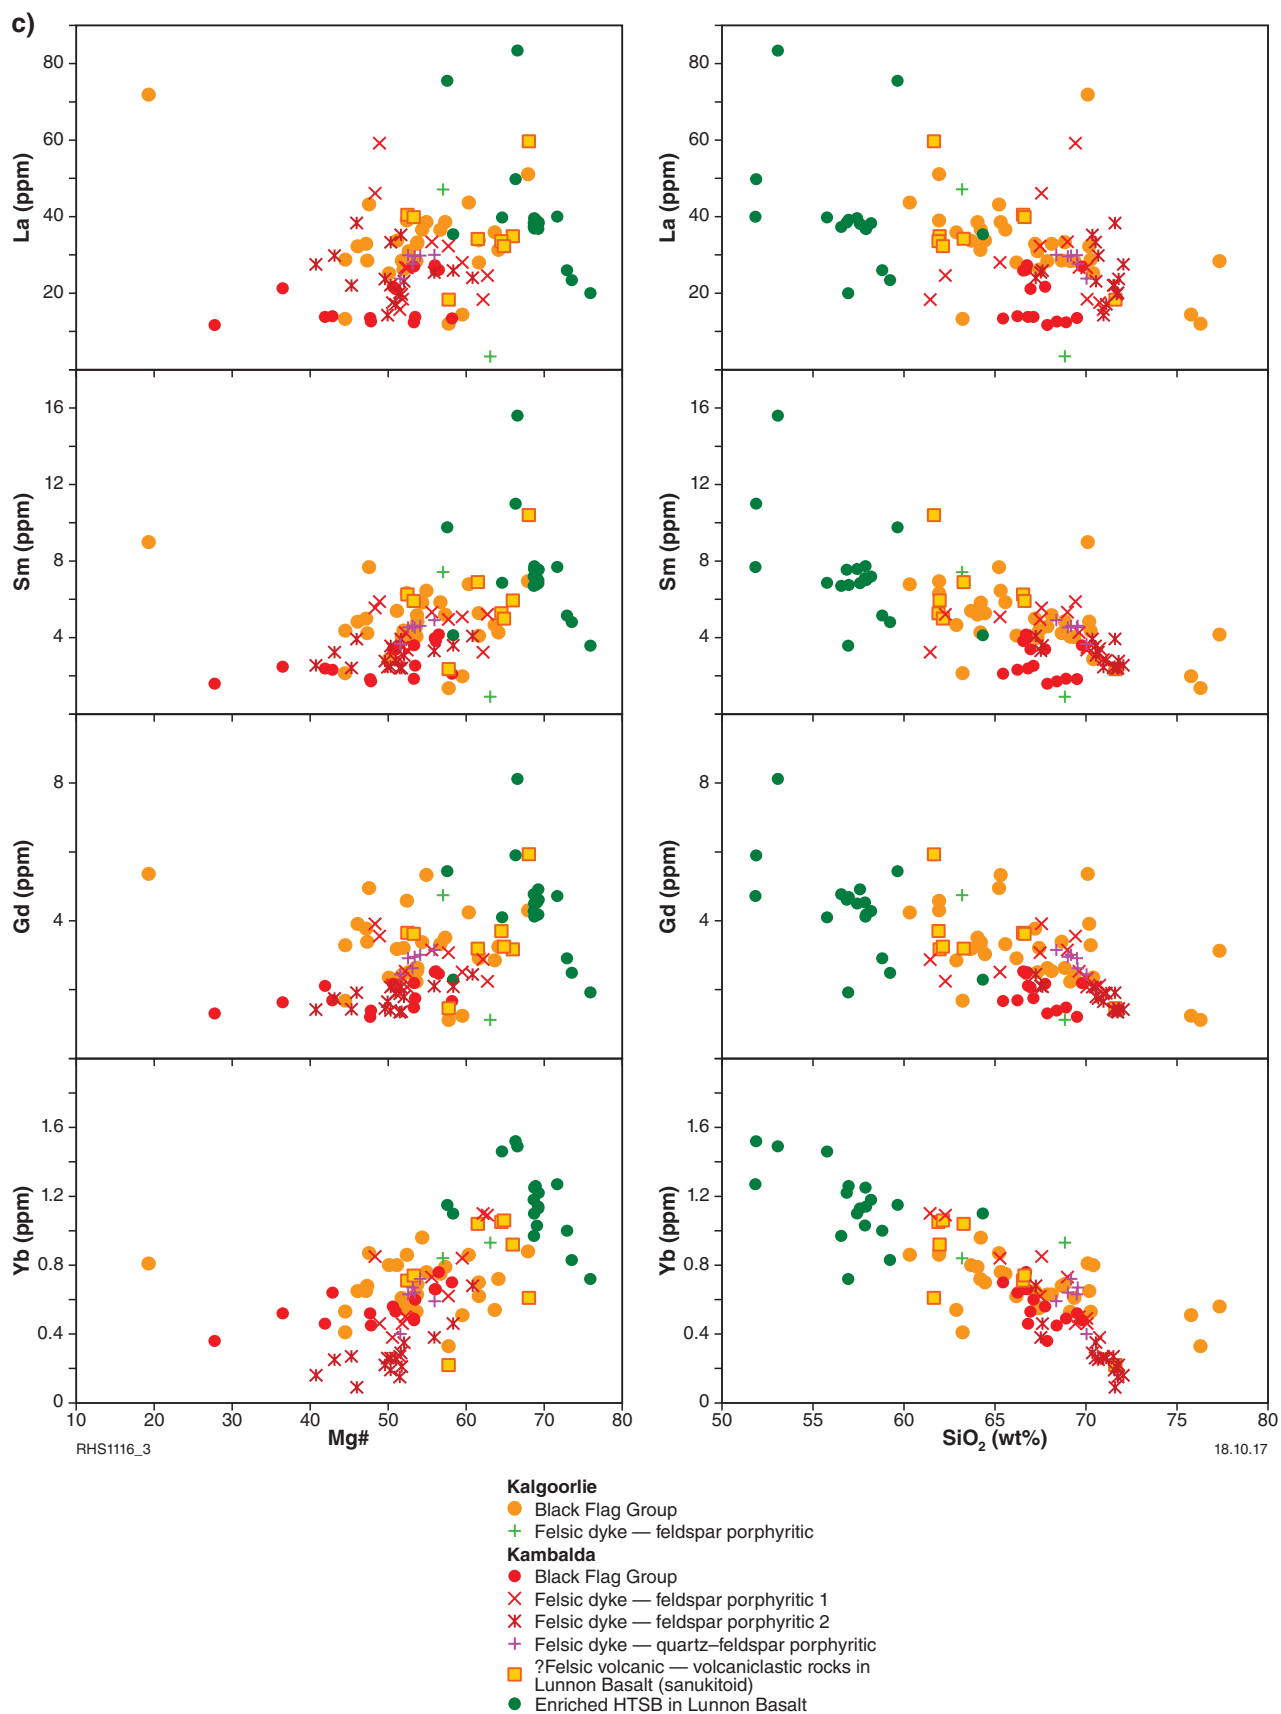 c)
80
60
40
20
La (ppm)
La (ppm)
80
60
40
20
16
12
8
4
Sm (ppm)
Sm (ppm)
16
12
8
4
8
4
Gd (ppm)
Gd (ppm)
8
4
1.6
1.2
0.8
0.4
0
Yb (ppm)
Yb (ppm)
1.6
1.2
0.8
0.4
0
10 20 30 40 50 60 70 80
50 55 60 65 70 75 80
Mg#
SiO₂ (wt%)
RHS1116_3
18.10.17
Kalgoorlie
Black Flag Group
Felsic dyke — feldspar porphyritic
Kambalda
Black Flag Group
Felsic dyke — feldspar porphyritic 1
Felsic dyke — feldspar porphyritic 2
Felsic dyke — quartz–feldspar porphyritic
?Felsic volcanic — volcaniclastic rocks in
Lunnon Basalt (sanukitoid)
Enriched HTSB in Lunnon Basalt